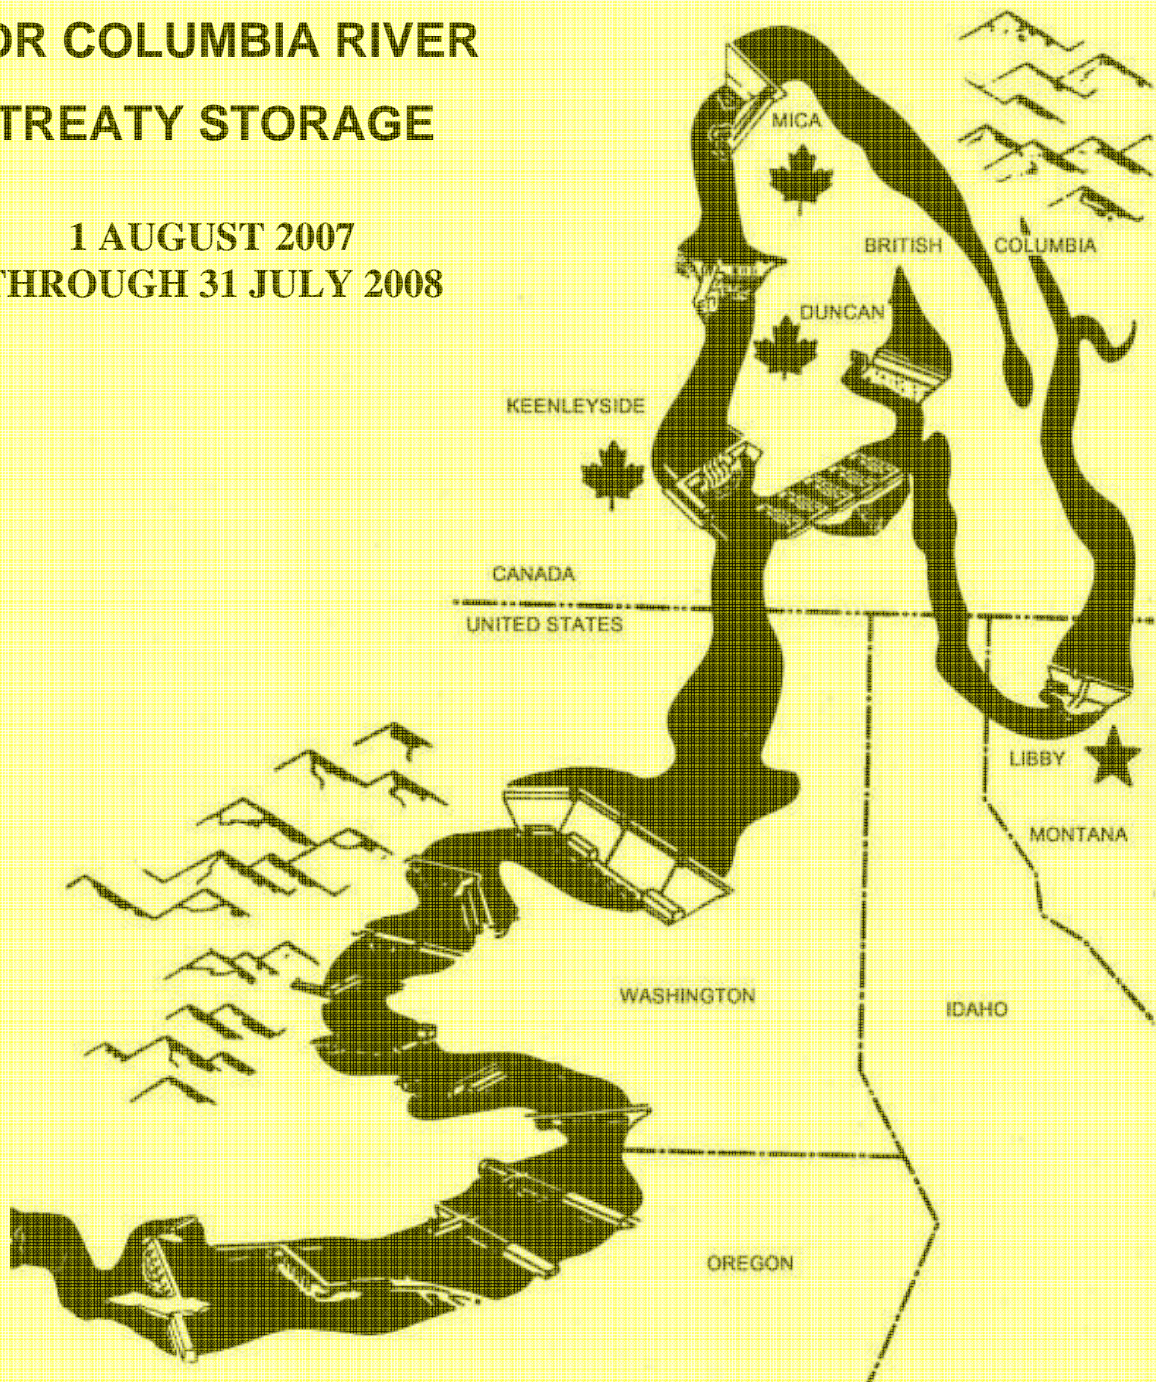 OR COLUMBIA RIVER
TREATY STORAGE
1 AUGUST 2007
THROUGH 31 JULY 2008
MICA
BRITISH COLUMBIA
DUNCAN
KEENLEYSIDE
CANADA
UNITED STATES
LIBBY
MONTANA
WASHINGTON
IDAHO
OREGON